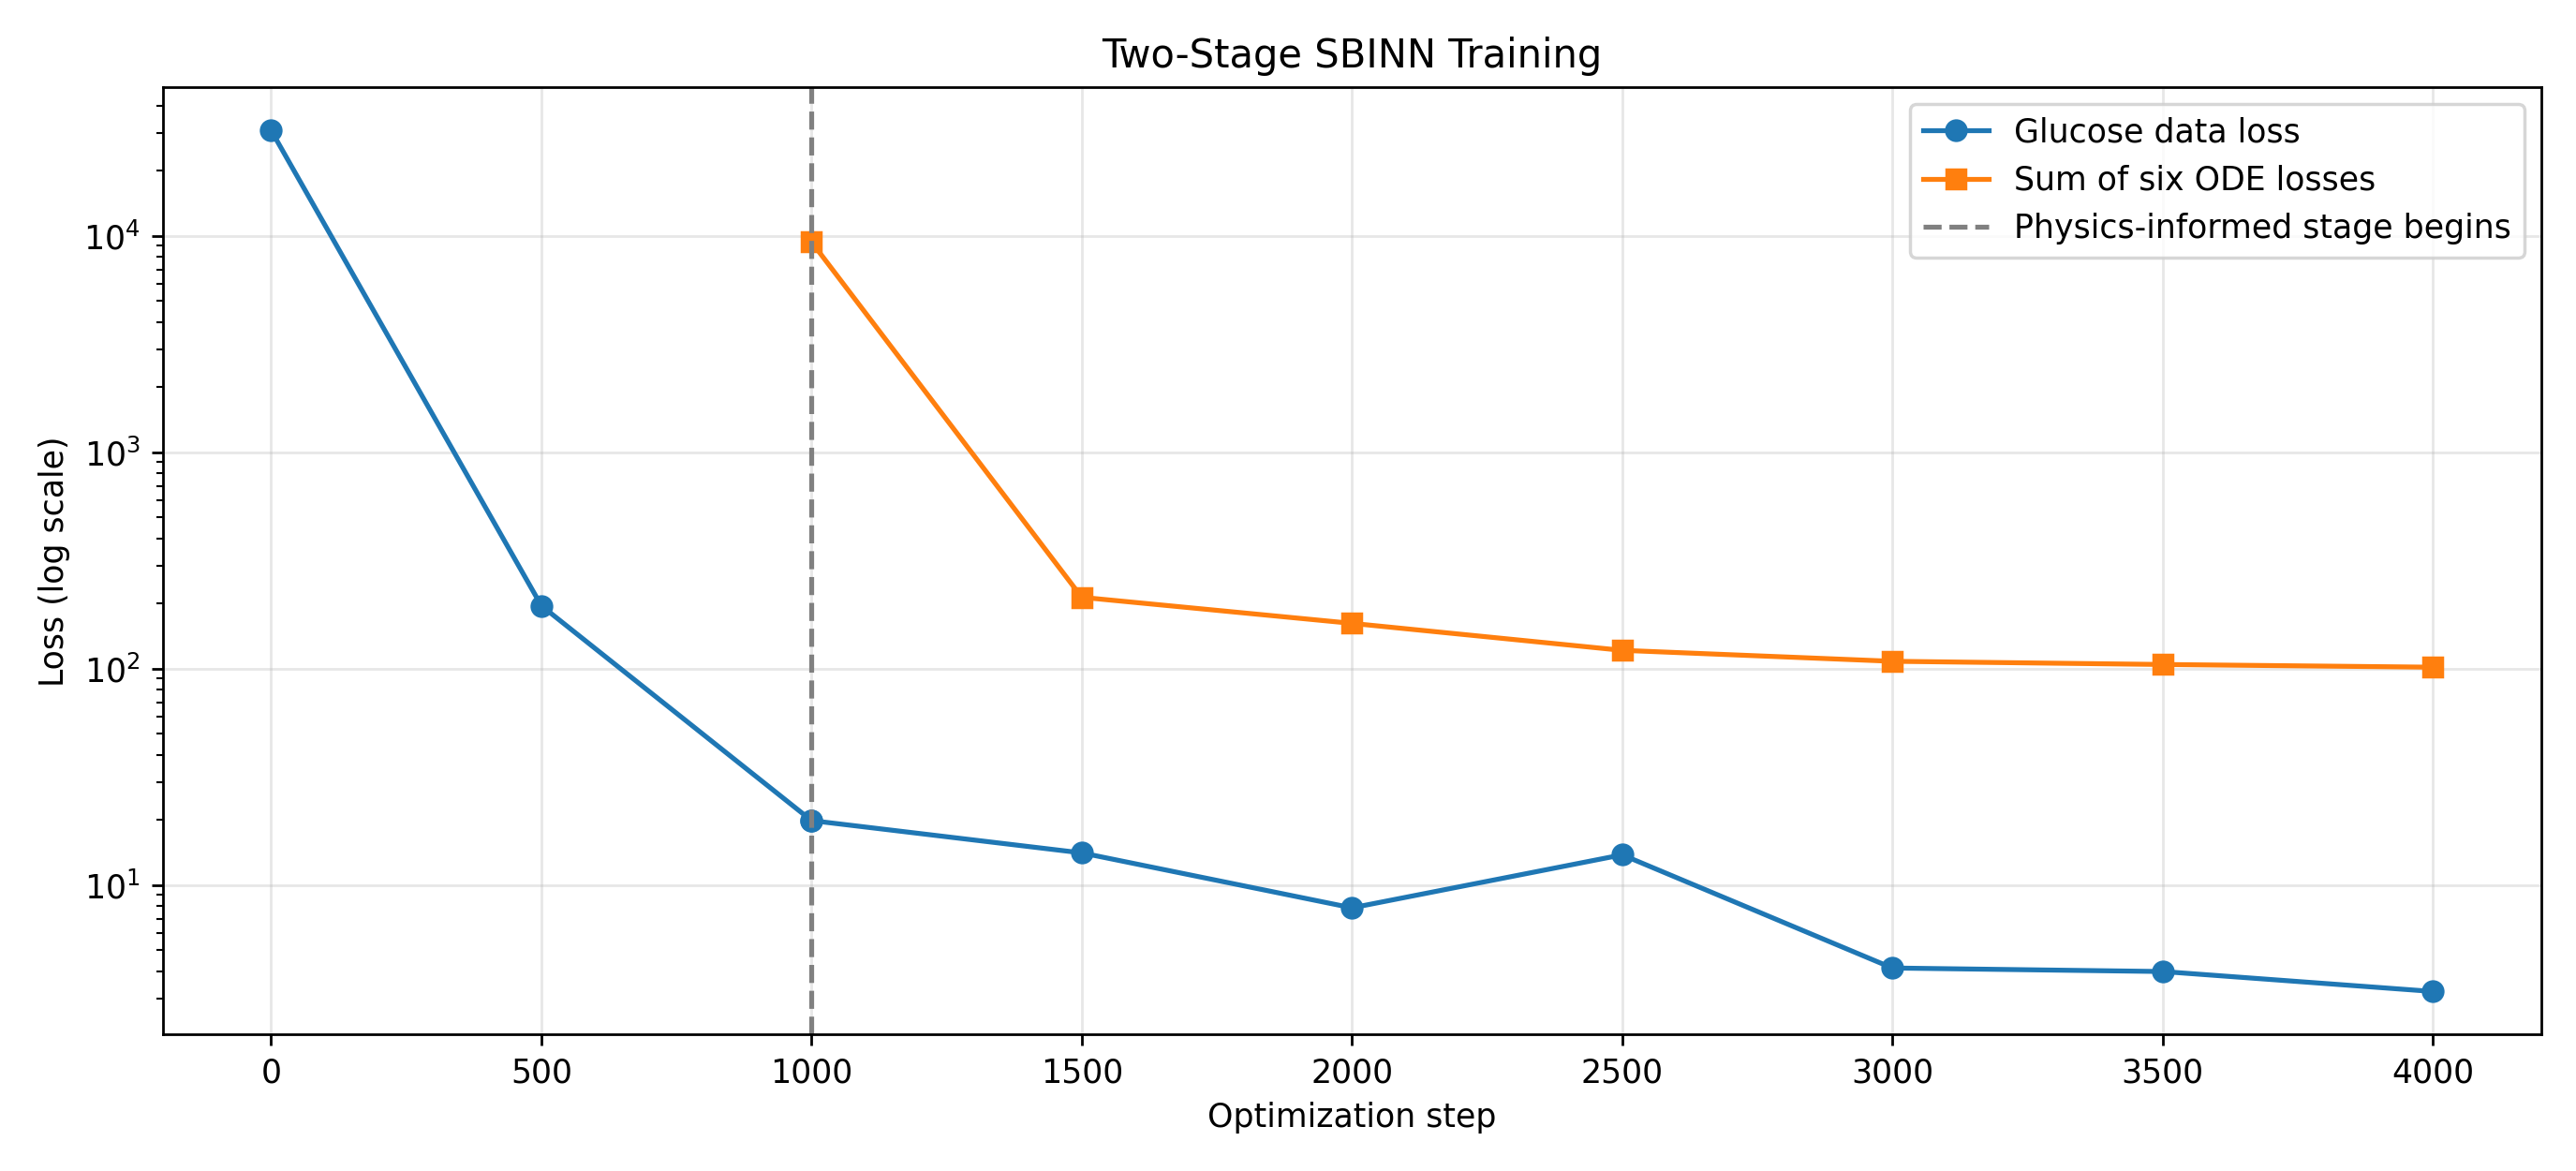 Two-Stage SBINN Training
Glucose data loss
Sum of six ODE losses
Physics-informed stage begins
Loss (log scale)
10⁴
10³
10²
10¹
0 500 1000 1500 2000 2500 3000 3500 4000
Optimization step